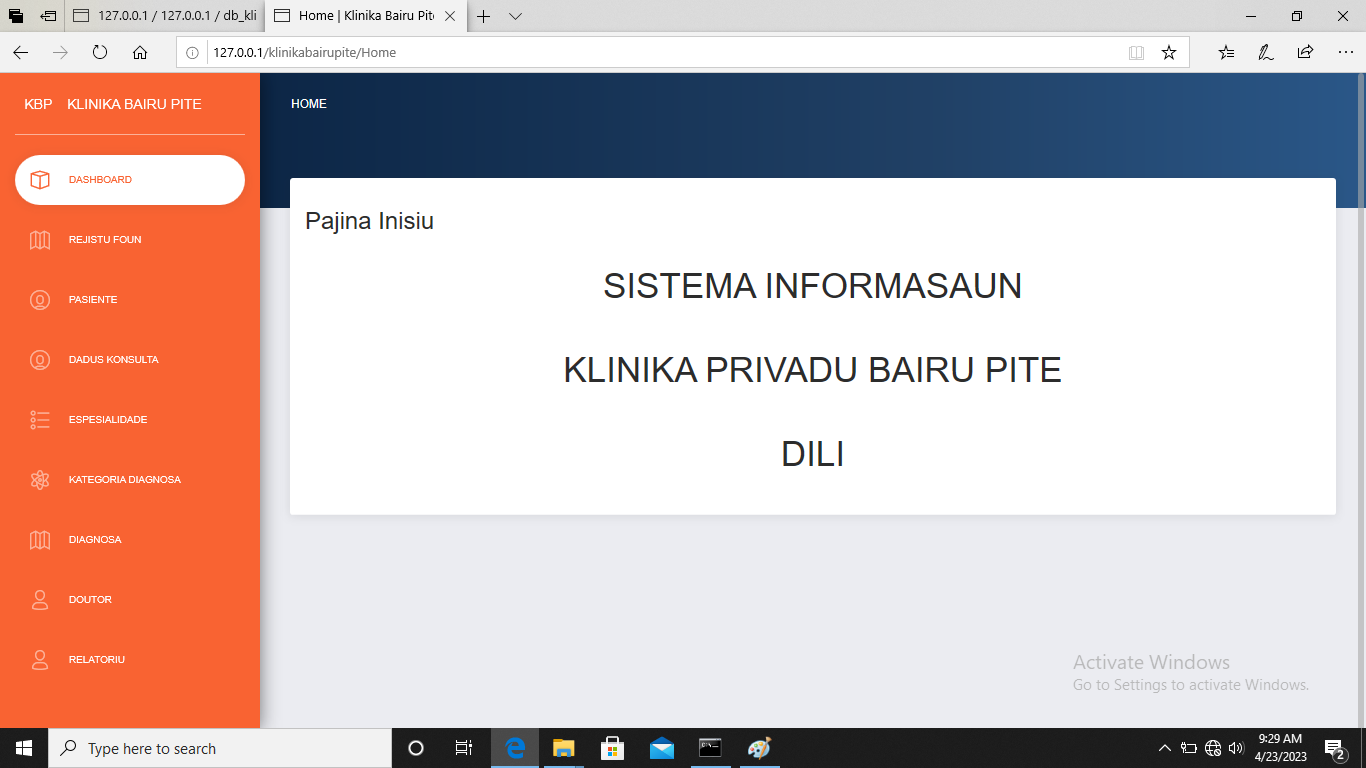 127.0.0.1 / 127.0.0.1 / db_kli
Home | Klinika Bairu Pit
127.0.0.1/klinikabairupite/Home
KBP KLINIKA BAIRU PITE
HOME
DASHBOARD
REJISTU FOUN
PASIENTE
DADUS KONSULTA
ESPESIALIDADE
KATEGORIA DIAGNOSA
DIAGNOSA
DOUTOR
RELATORIU
Pajina Inisiu
SISTEMA INFORMASAUN
KLINIKA PRIVADU BAIRU PITE
DILI
Activate Windows
Go to Settings to activate Windows.
Type here to search
9:29 AM
4/23/2023
2